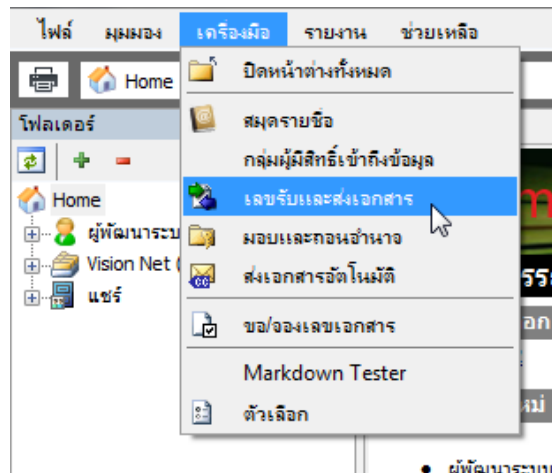 ไฟล์ มุมมอง เครื่องมือ รายงาน ช่วยเหลือ
Home
โฟลเดอร์
Home
ผู้พัฒนาระบ
Vision Net (
แชร์
ปิดหน้าต่างทั้งหมด
สมุดรายชื่อ
กลุ่มผู้มีสิทธิ์เข้าถึงข้อมูล
เลขรับและส่งเอกสาร
มอบและถอนอำนาจ
ส่งเอกสารอัตโนมัติ
ขอ/จองเลขเอกสาร
Markdown Tester
ตัวเลือก
อก
หม่
ผู้พัฒนาระบบ